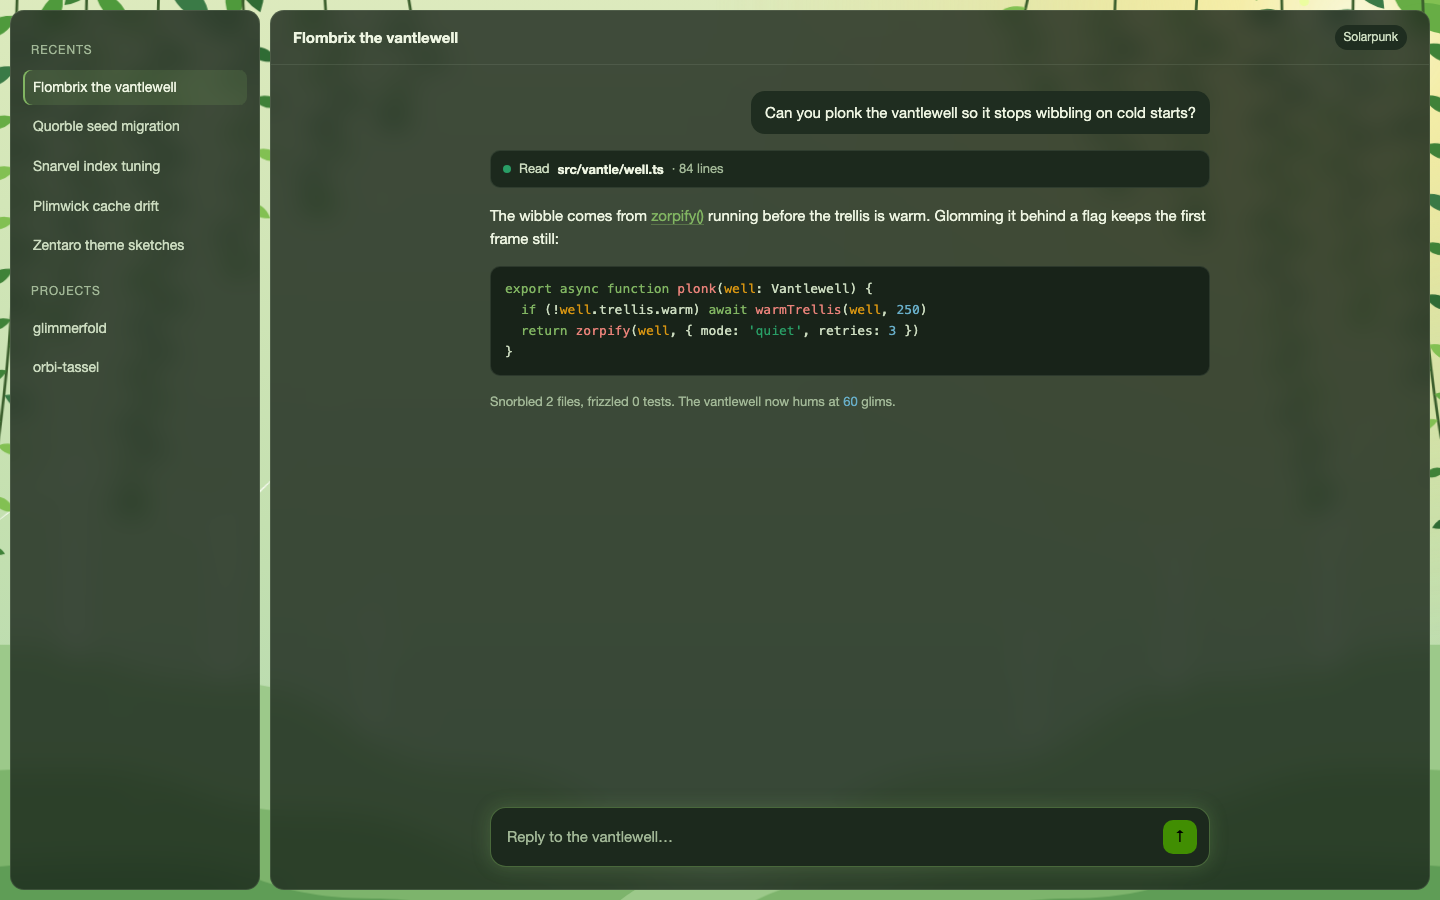 RECENTS
Flombrix the vantlewell
Quorble seed migration
Snarvel index tuning
Plimwick cache drift
Zentaro theme sketches
PROJECTS
glimmerfold
orbi-tassel
Flombrix the vantlewell
Solarpunk
Can you plonk the vantlewell so it stops wibbling on cold starts?
Read src/vantle/well.ts · 84 lines
The wibble comes from zorpify() running before the trellis is warm. Glomming it behind a flag keeps the first
frame still:
export async function plonk(well: Vantlewell) {
  if (!well.trellis.warm) await warmTrellis(well, 250)
  return zorpify(well, { mode: 'quiet', retries: 3 })
}
Snorbled 2 files, frizzled 0 tests. The vantlewell now hums at 60 glims.
Reply to the vantlewell…
↑